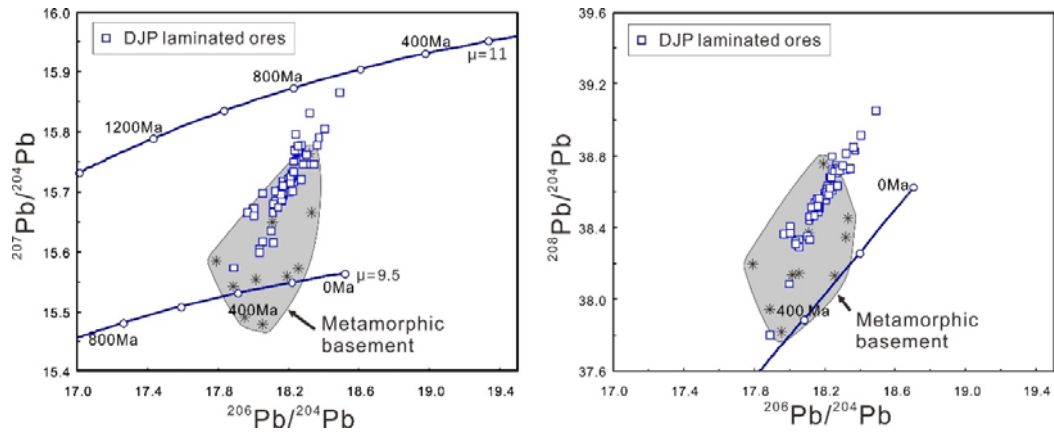 16.0
15.9
15.8
15.7
15.6
15.5
15.4
207Pb/204Pb
DJP laminated ores
400Ma
μ=11
800Ma
1200Ma
μ=9.5
0Ma
400Ma
800Ma
Metamorphic
basement
17.0
17.4
17.8
18.2
18.6
19.0
19.4
206Pb/204Pb
39.6
39.2
38.8
38.4
38.0
37.6
208Pb/204Pb
DJP laminated ores
0Ma
400 Ma
Metamorphic
basement
17.0
17.4
17.8
18.2
18.6
19.0
19.4
206Pb/204Pb